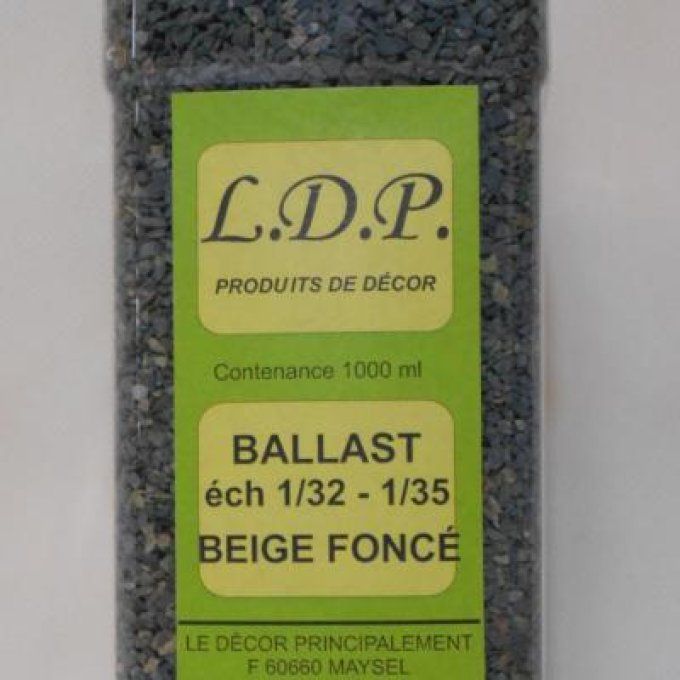 L.D.P.
PRODUITS DE DÉCOR
Contenance 1000 ml
BALLAST
éch 1/32 - 1/35
BEIGE FONCÉ
LE DÉCOR PRINCIPALEMENT
F 60660 MAYSEL